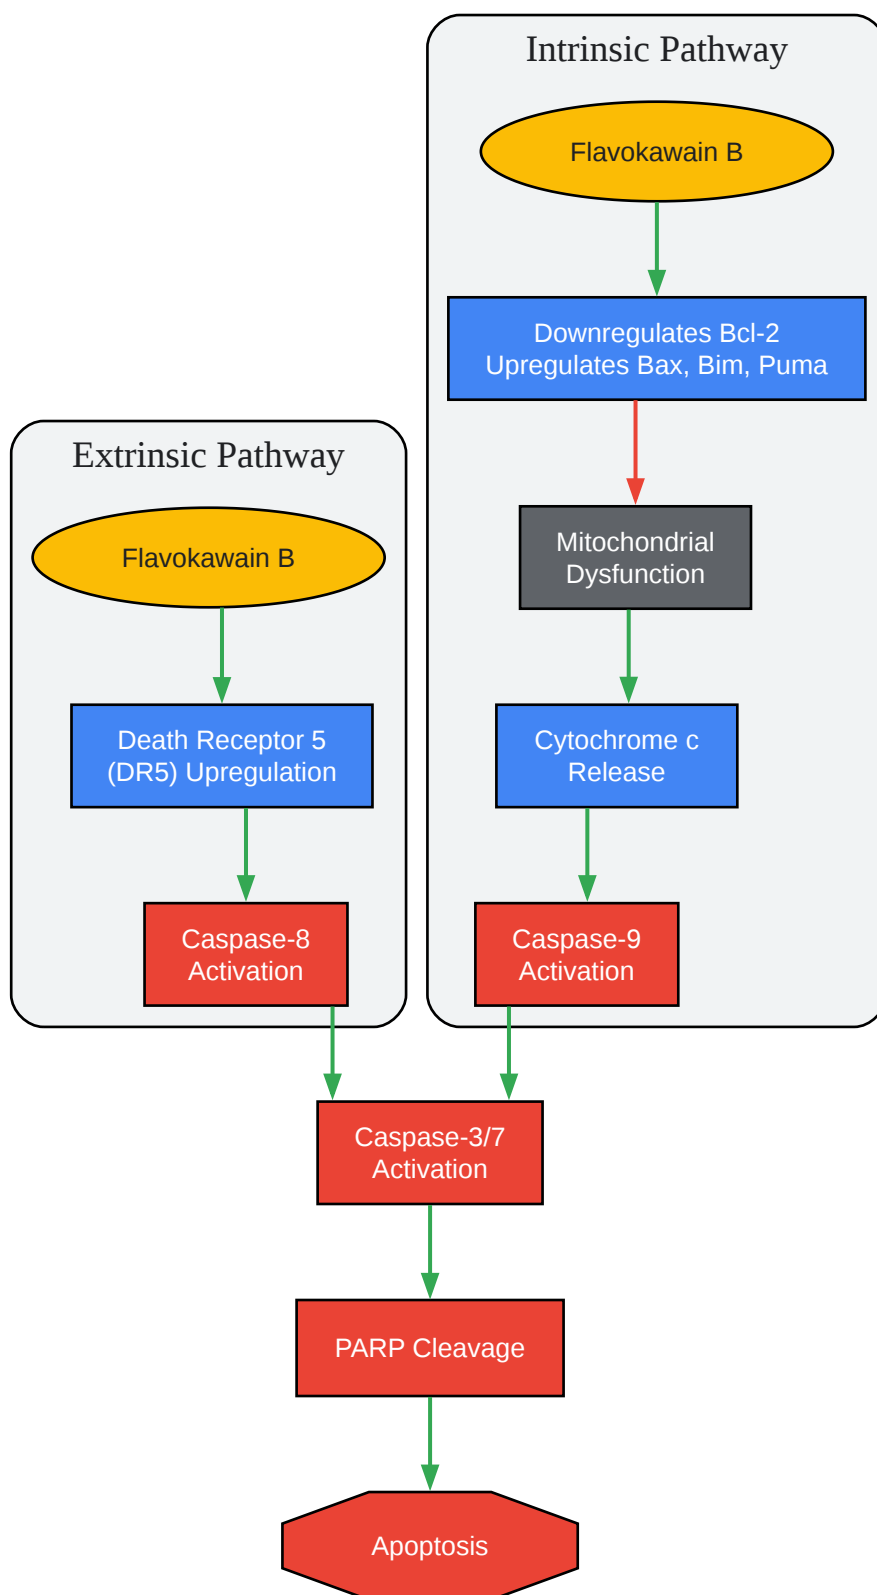 Intrinsic Pathway
Flavokawain B
Downregulates Bcl-2
Upregulates Bax, Bim, Puma
Mitochondrial
Dysfunction
Cytochrome c
Release
Caspase-9
Activation
Extrinsic Pathway
Flavokawain B
Death Receptor 5
(DR5) Upregulation
Caspase-8
Activation
Caspase-3/7
Activation
PARP Cleavage
Apoptosis